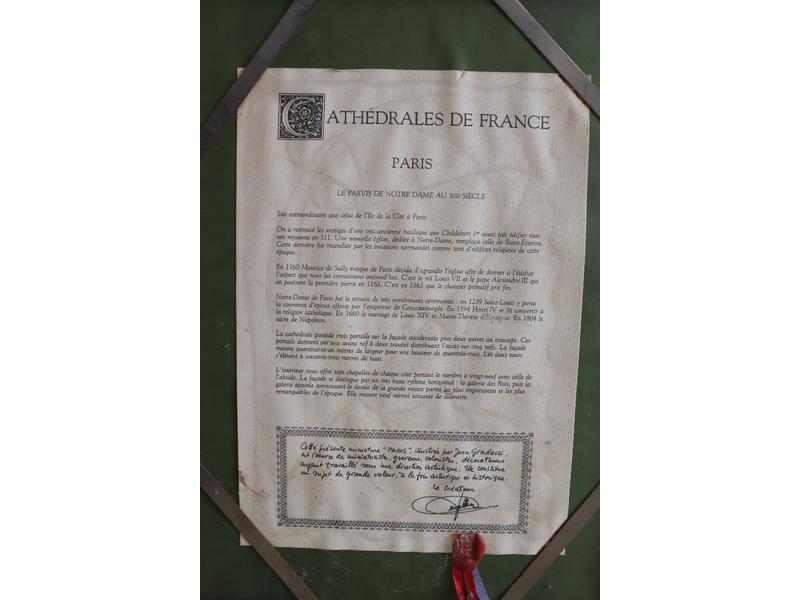 CATHÉDRALES DE FRANCE
PARIS
LE PARVIS DE NOTRE DAME AU XIIIe SIÈCLE
Site extraordinaire que celui de l'Ile de la Cité à Paris.
On a retrouvé les vestiges d'une très ancienne basilique que Childebert 1er avait fait édifier sous
son royaume en 511. Une nouvelle église, dédiée à Notre-Dame, remplaça celle de Saint-Etienne.
Cette dernière fut incendiée par les invasions normandes comme tant d'édifices religieux de cette
époque.
En 1160 Maurice de Sully évêque de Paris décida d'agrandir l'église afin de donner à l'édifice
l'aspect que nous lui connaissons aujourd'hui. C'est le roi Louis VII et le pape Alexandre III qui
en posèrent la première pierre en 1163. C'est en 1363 que le chantier primitif prit fin.
Notre-Dame de Paris fut le témoin de très nombreuses cérémonies : en 1239 Saint-Louis y porta
la couronne d'épines offerte par l'empereur de Constantinople. En 1594 Henri IV se fit convertir à
la religion catholique. En 1660 le mariage de Louis XIV et Marie-Thérèse En 1804 le
sacre de Napoléon.
La cathédrale possède trois portails sur la façade occidentale plus deux autres au transept. Ces
portails donnent sur une avant nef à deux travées distribuant l'accès sur cinq nefs. La façade
mesure quarante-et-un mètres de largeur pour une hauteur de quarante-trois. Les deux tours
s'élèvent à soixante-trois mètres de haut.
L'intérieur nous offre sept chapelles de chaque côté portant le nombre à vingt-neuf avec celle de
l'abside. La façade se distingue par un très beau rythme horizontal : la galerie des Rois, puis la
galerie ajourée surmontant le dessus de la grande rosace parmi les plus importantes et les plus
remarquables de l'époque. Elle mesure neuf mètres soixante de diamètre.
Cette présente miniature "PARIS", illustrée par Jean Gradassi,
est l'oeuvre de miniaturiste, graveurs, coloristes, décorateurs
ayant travaillé sous ma direction artistique. Elle constitue
un sujet de grande valeur, à la fois artistique et historique.
Le Créateur